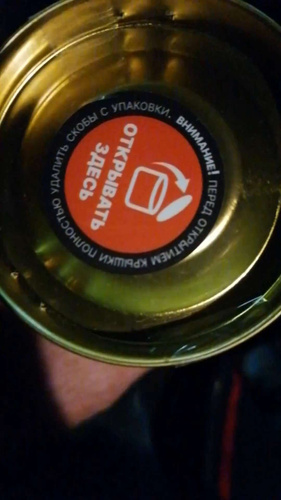 ВНИМАНИЕ! ПЕРЕД ОТКРЫТИЕМ КРЫШКИ ПОЛНОСТЬЮ УДАЛИТЬ СКОБЫ С УПАКОВКИ.
ОТКРЫВАТЬ
ЗДЕСЬ